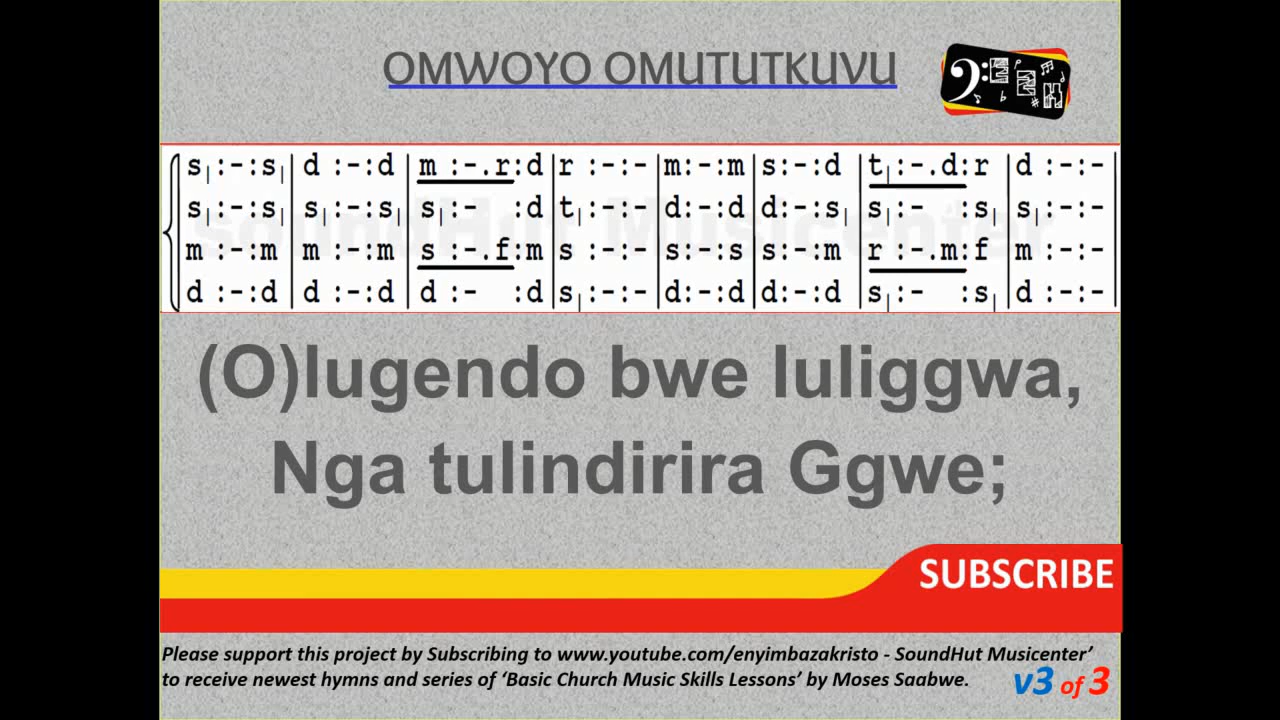 OMWOYO OMUTUTKUVU
s͵:-:s͵| d :-:d |m :-.r:d|r :-:-|m:-:m|s:-:d |t͵:-.d:r |d :-:-|
s͵:-:s͵|s͵:-:s͵|s͵:- :d|t͵:-:-|d:-:d|d:-:s͵|s͵:- :s͵|s͵:-:-|
m :-:m |m :-:m |s :-.f:m|s :-:-|s:-:s|s:-:m |r :-.m:f |m :-:-|
d :-:d |d :-:d |d :- :d|s͵:-:-|d:-:d|d:-:d |s͵:- :s͵|d :-:-|
soundHut Musicenter
(O)lugendo bwe luliggwa,
Nga tulindirira Ggwe;
SUBSCRIBE
Please support this project by Subscribing to www.youtube.com/enyimbazakristo - SoundHut Musicenter’
to receive newest hymns and series of ‘Basic Church Music Skills Lessons’ by Moses Saabwe.
v3 of 3